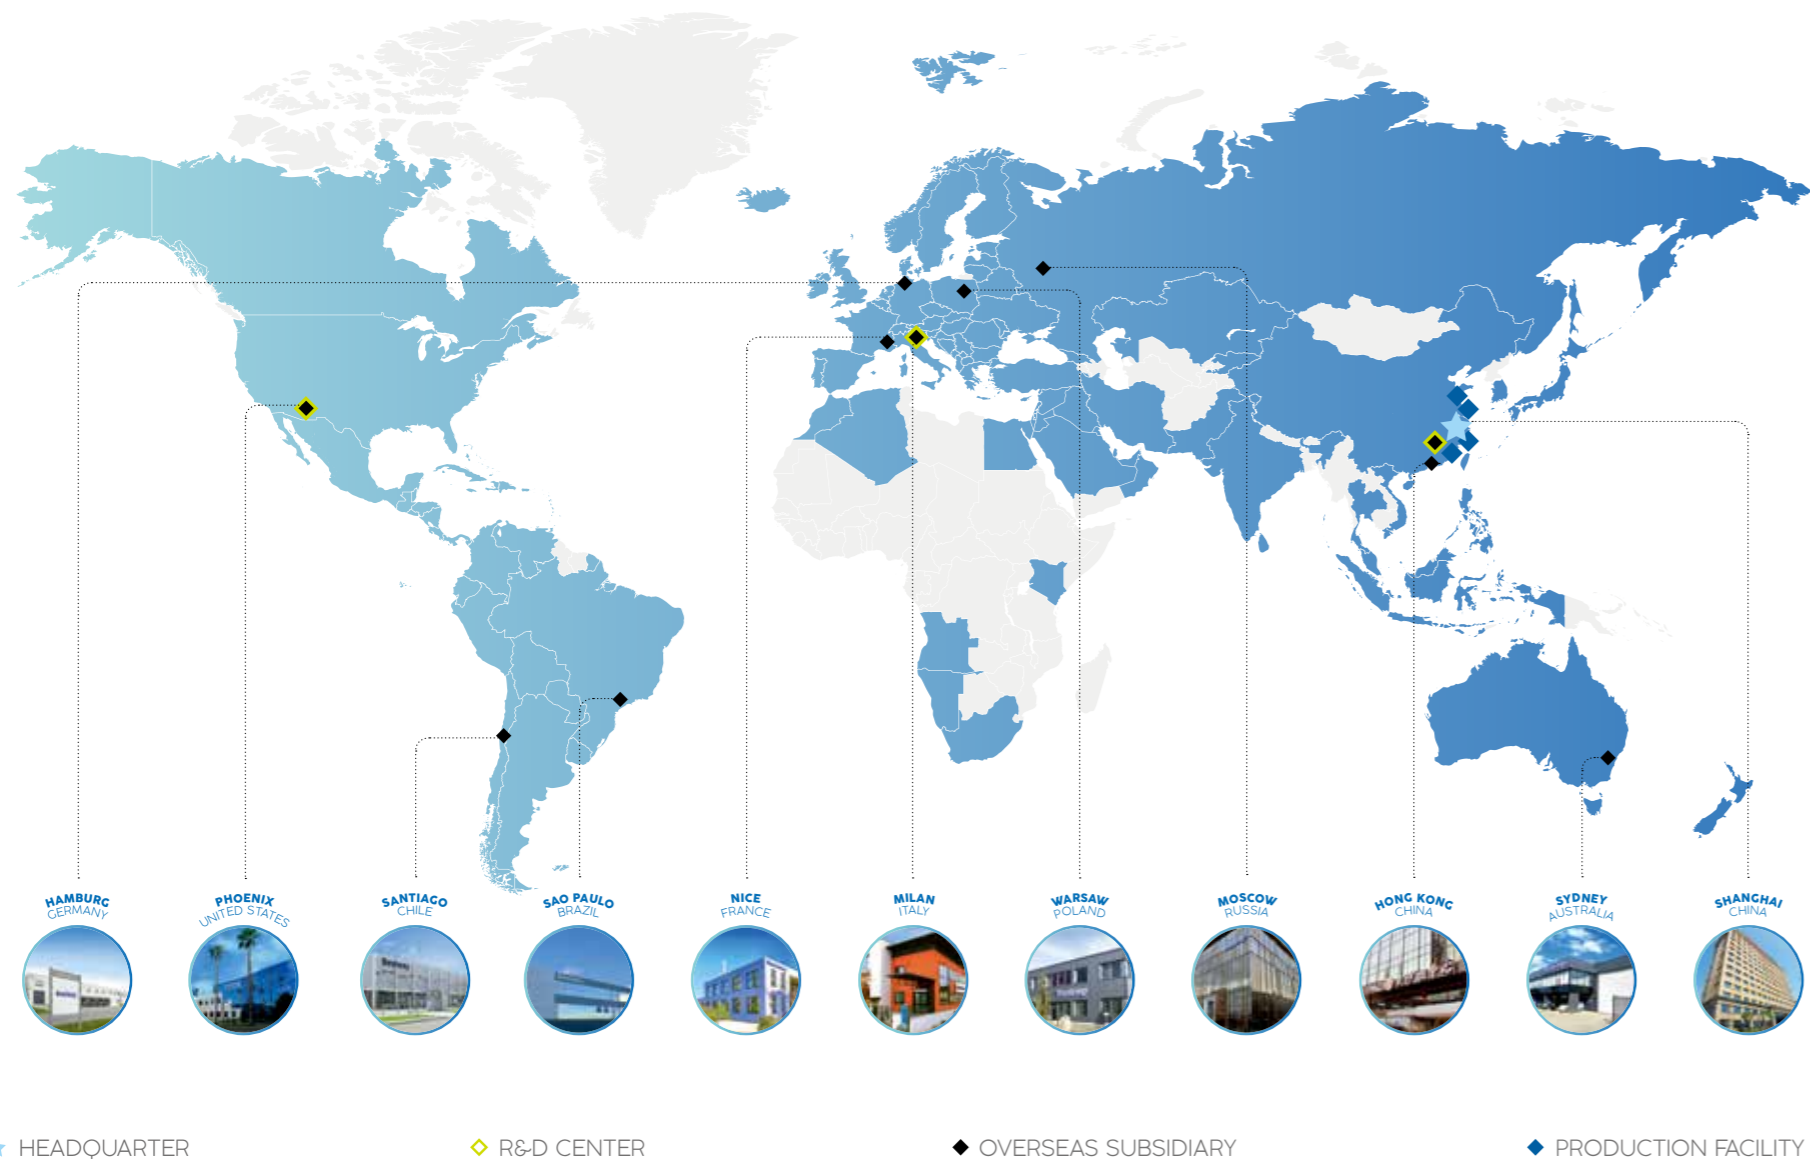 HAMBURG
GERMANY
PHOENIX
UNITED STATES
SANTIAGO
CHILE
SAO PAULO
BRAZIL
NICE
FRANCE
MILAN
ITALY
WARSAW
POLAND
MOSCOW
RUSSIA
HONG KONG
CHINA
SYDNEY
AUSTRALIA
SHANGHAI
CHINA
HEADQUARTER
R&D CENTER
OVERSEAS SUBSIDIARY
PRODUCTION FACILITY